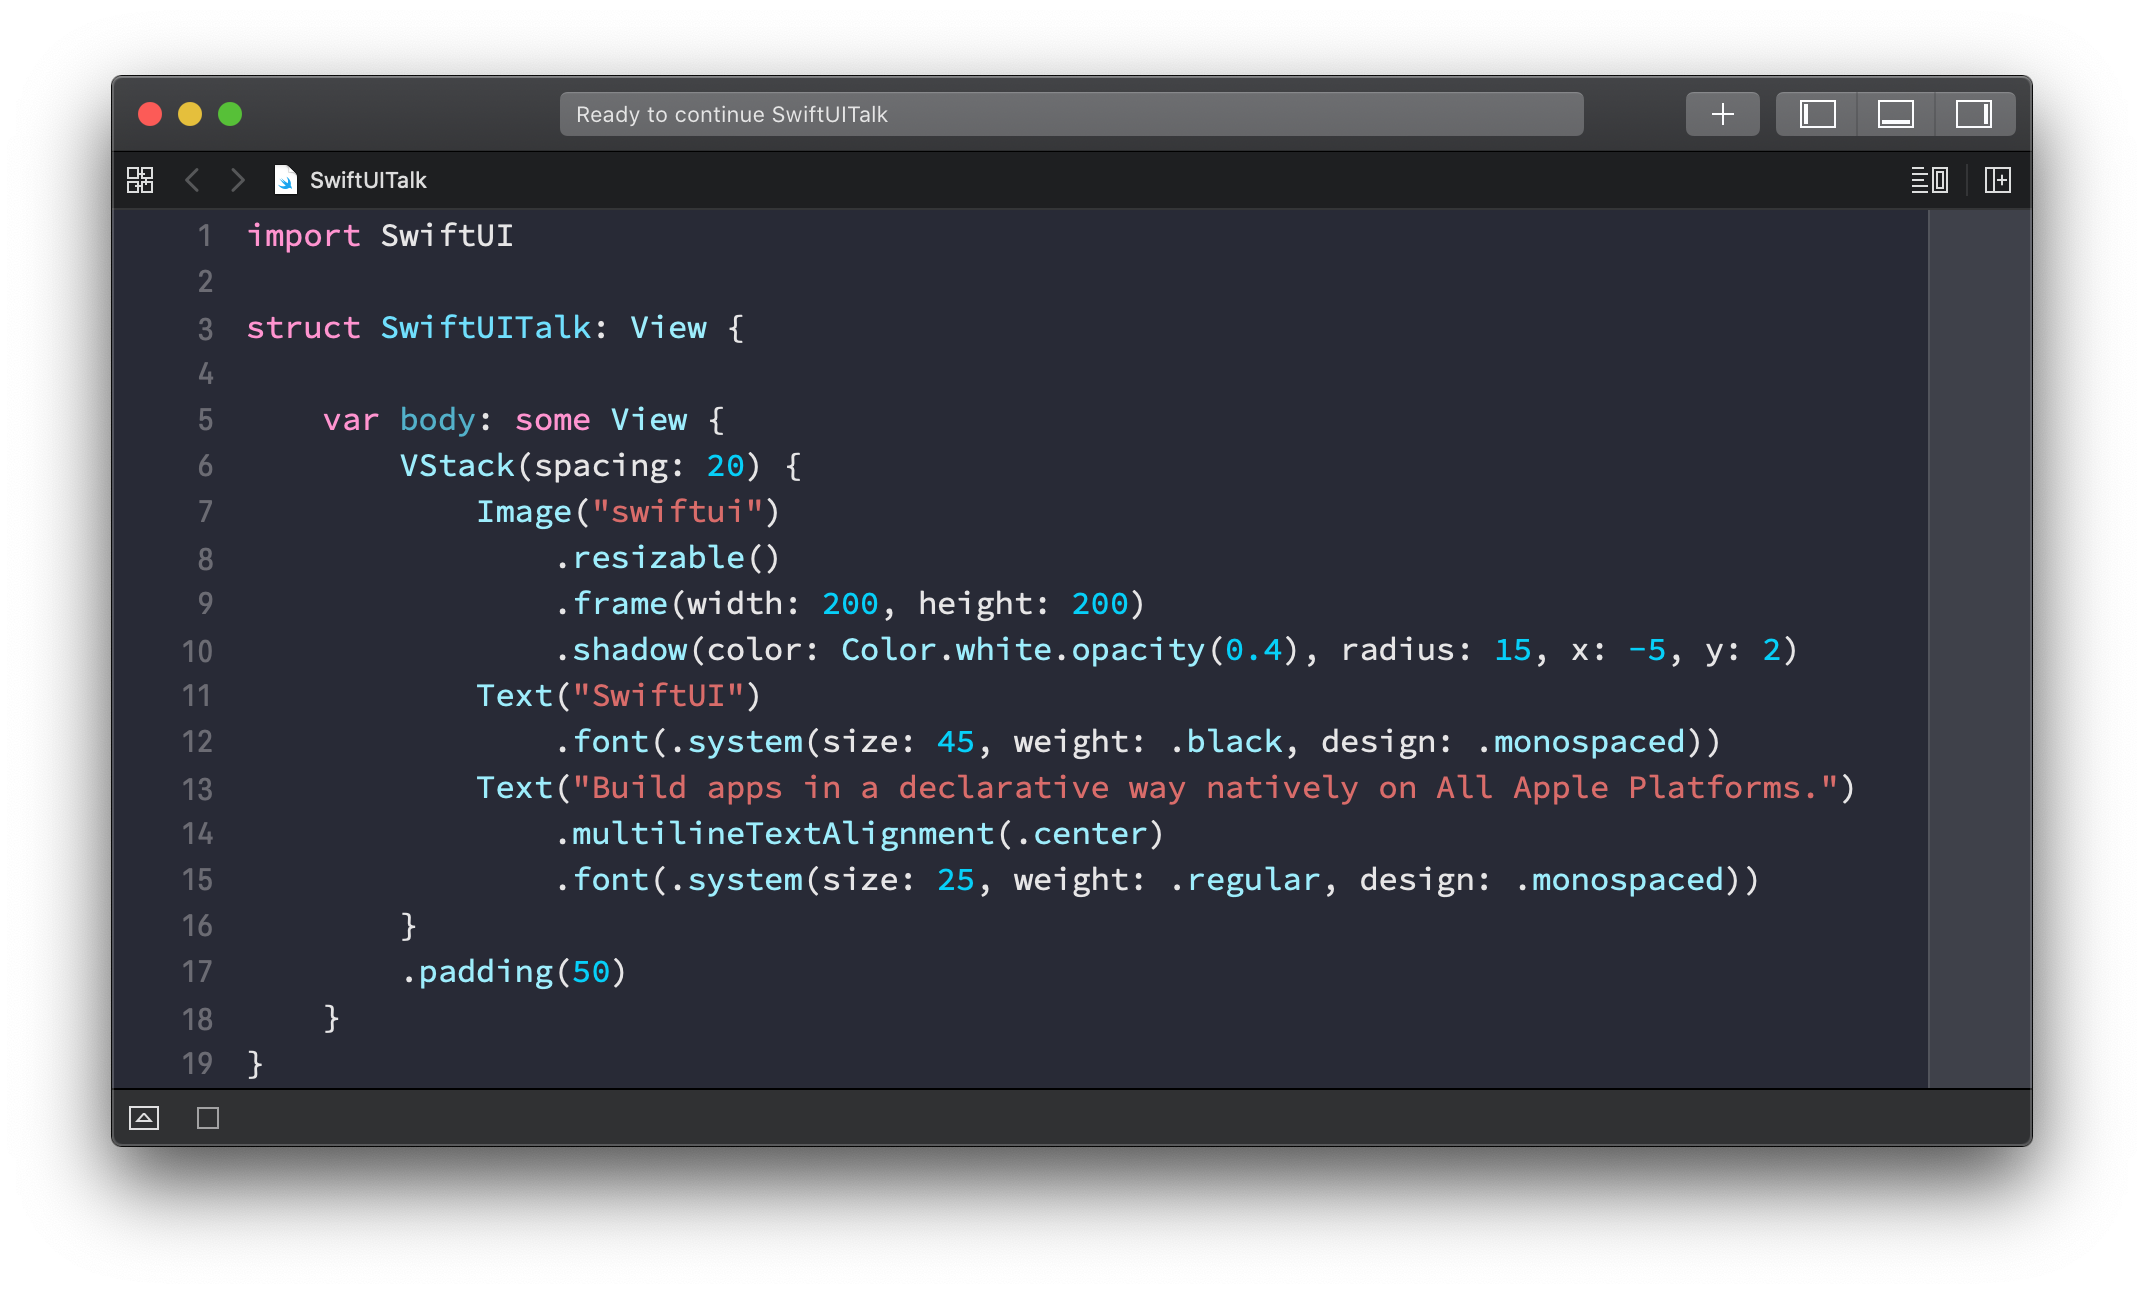 Ready to continue SwiftUITalk
SwiftUITalk
1 import SwiftUI
2
3 struct SwiftUITalk: View {
4
5     var body: some View {
6         VStack(spacing: 20) {
7             Image("swiftui")
8                 .resizable()
9                 .frame(width: 200, height: 200)
10                 .shadow(color: Color.white.opacity(0.4), radius: 15, x: -5, y: 2)
11             Text("SwiftUI")
12                 .font(.system(size: 45, weight: .black, design: .monospaced))
13             Text("Build apps in a declarative way natively on All Apple Platforms.")
14                 .multilineTextAlignment(.center)
15                 .font(.system(size: 25, weight: .regular, design: .monospaced))
16         }
17         .padding(50)
18     }
19 }